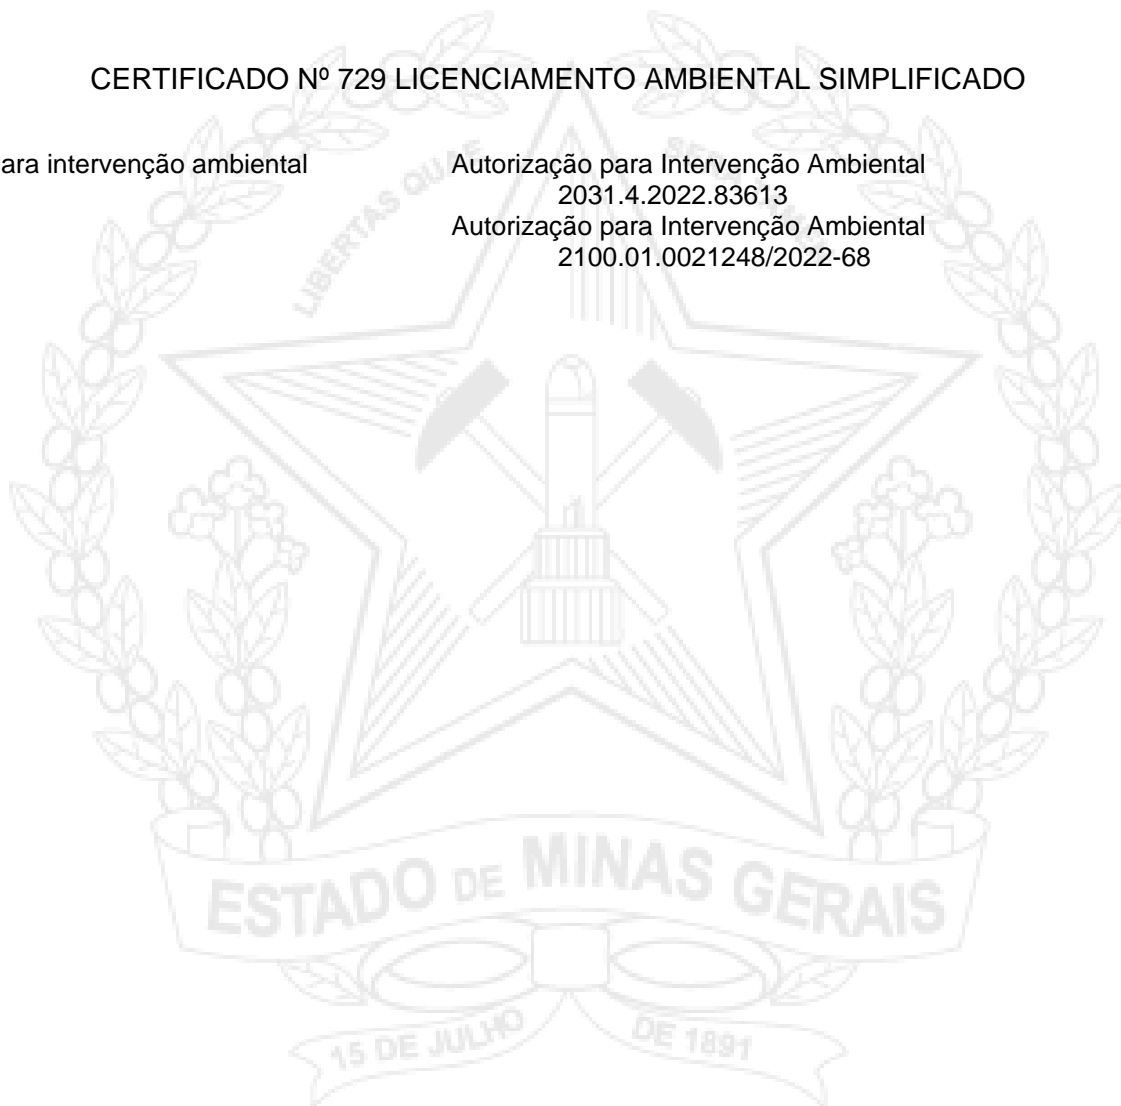 CERTIFICADO Nº 729 LICENCIAMENTO AMBIENTAL SIMPLIFICADO
ara intervenção ambiental
Autorização para Intervenção Ambiental
2031.4.2022.83613
Autorização para Intervenção Ambiental
2100.01.0021248/2022-68
LIBERTAS QUAE
ESTADO DE MINAS GERAIS
15 DE JULHO DE 1891